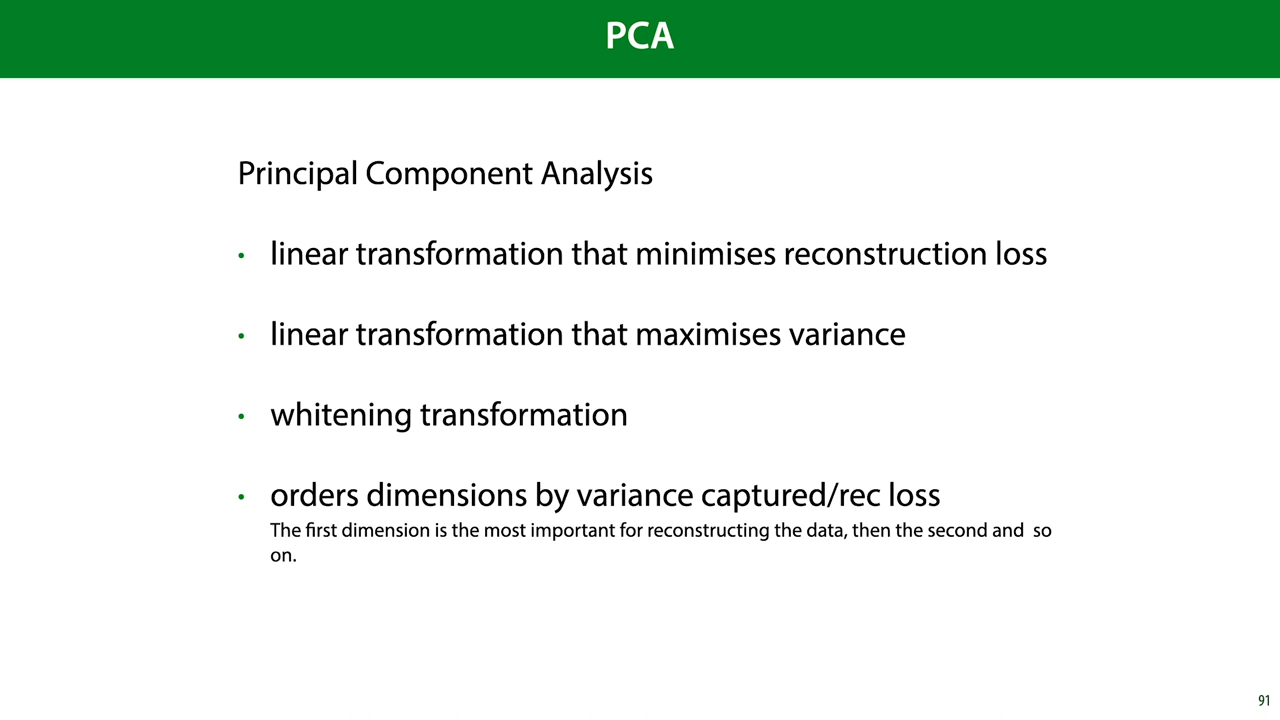 PCA
Principal Component Analysis
• linear transformation that minimises reconstruction loss
• linear transformation that maximises variance
• whitening transformation
• orders dimensions by variance captured/rec loss
The first dimension is the most important for reconstructing the data, then the second and so
on.
91